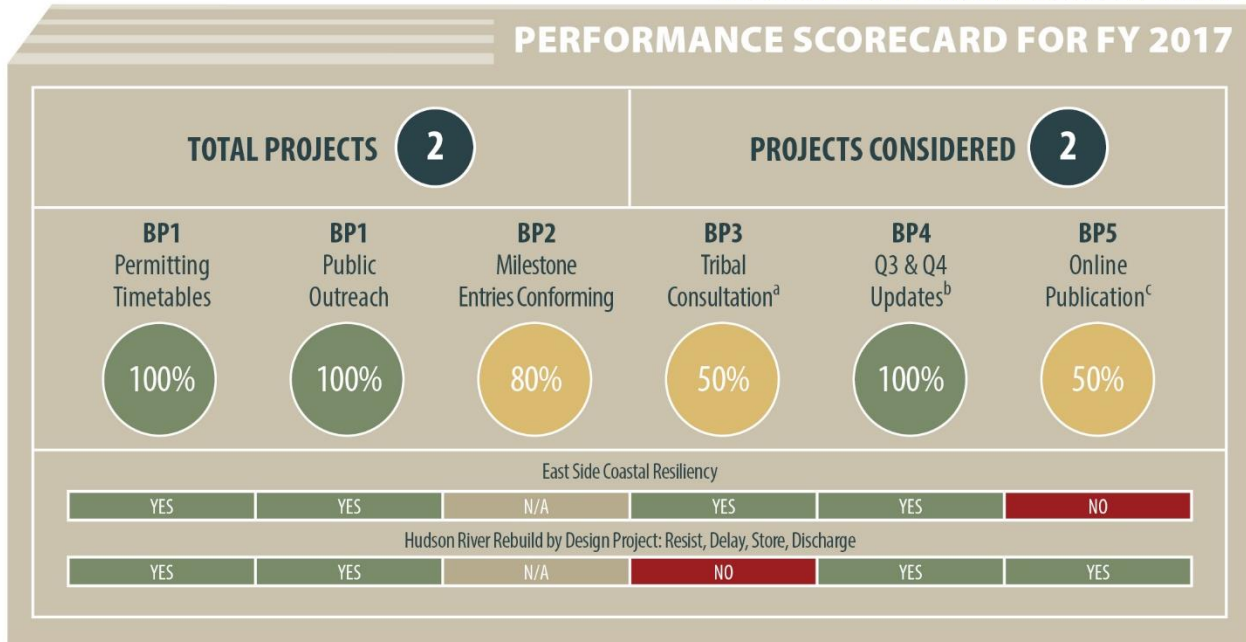 PERFORMANCE SCORECARD FOR FY 2017
TOTAL PROJECTS 2
PROJECTS CONSIDERED 2
BP1
Permitting
Timetables
100%
BP1
Public
Outreach
100%
BP2
Milestone
Entries Conforming
80%
BP3
Tribal
Consultationa
50%
BP4
Q3 & Q4
Updatesb
100%
BP5
Online
Publicationc
50%
East Side Coastal Resiliency
YES YES N/A YES YES NO
Hudson River Rebuild by Design Project: Resist, Delay, Store, Discharge
YES YES N/A NO YES YES